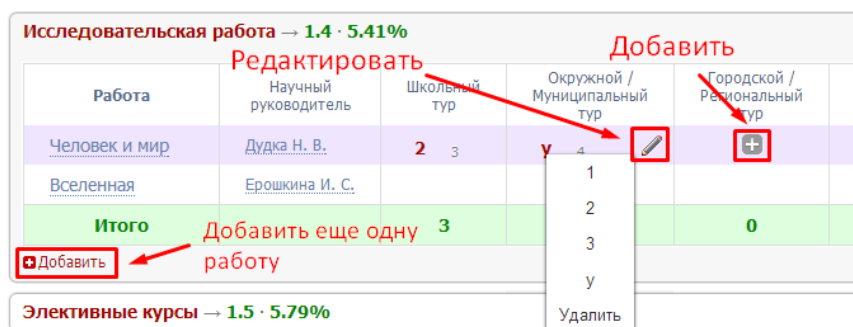 Исследовательская работа → 1.4 · 5.41%
Редактировать
Добавить
Работа
Научный
руководитель
Школьный
тур
Окружной /
Муниципальный
тур
Городской /
Региональный
тур
Человек и мир
Дудка Н. В.
2 3
у 4
Вселенная
Ерошкина И. С.
1
2
3
у
Удалить
Итого
3
0
Добавить еще одну
работу
Добавить
Элективные курсы → 1.5 · 5.79%